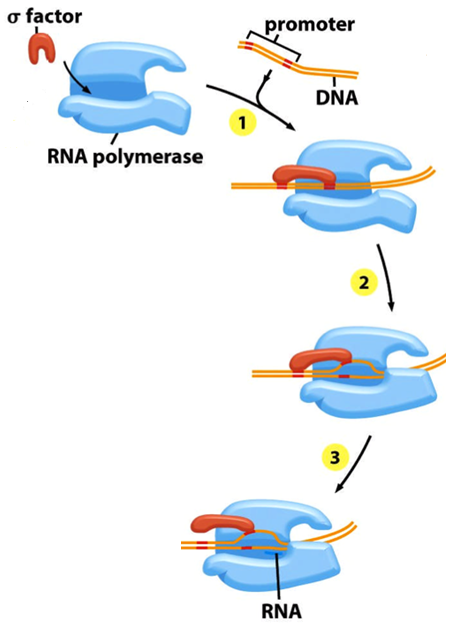 σ factor
promoter
DNA
1
RNA polymerase
2
3
RNA